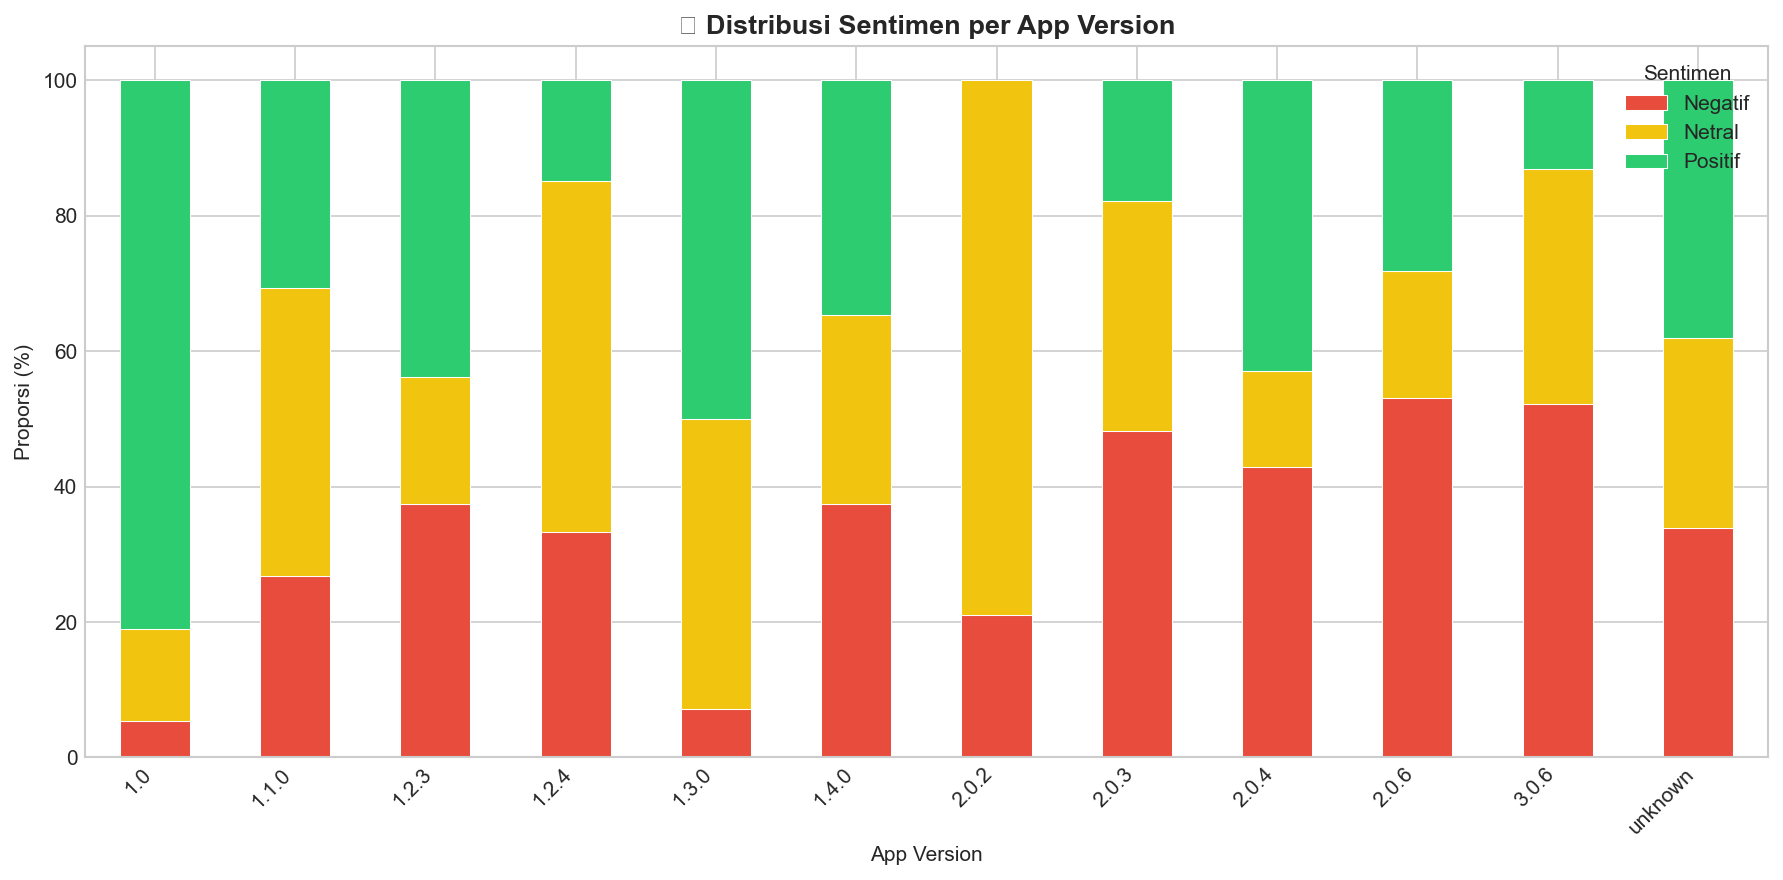 Distribusi Sentimen per App Version
Sentimen
Negatif
Netral
Positif
Proporsi (%)
100
80
60
40
20
0
1.0
1.1.0
1.2.3
1.2.4
1.3.0
1.4.0
2.0.2
2.0.3
2.0.4
2.0.6
3.0.6
unknown
App Version